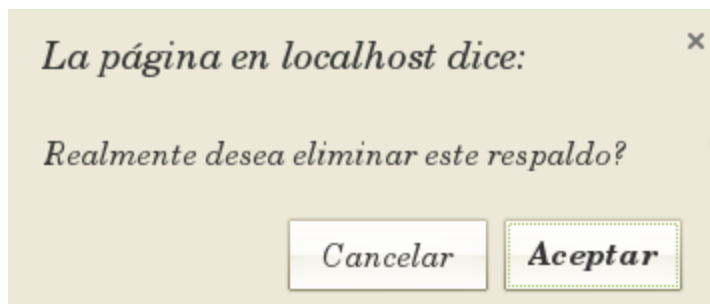 La página en localhost dice:
Realmente desea eliminar este respaldo?
Cancelar Aceptar